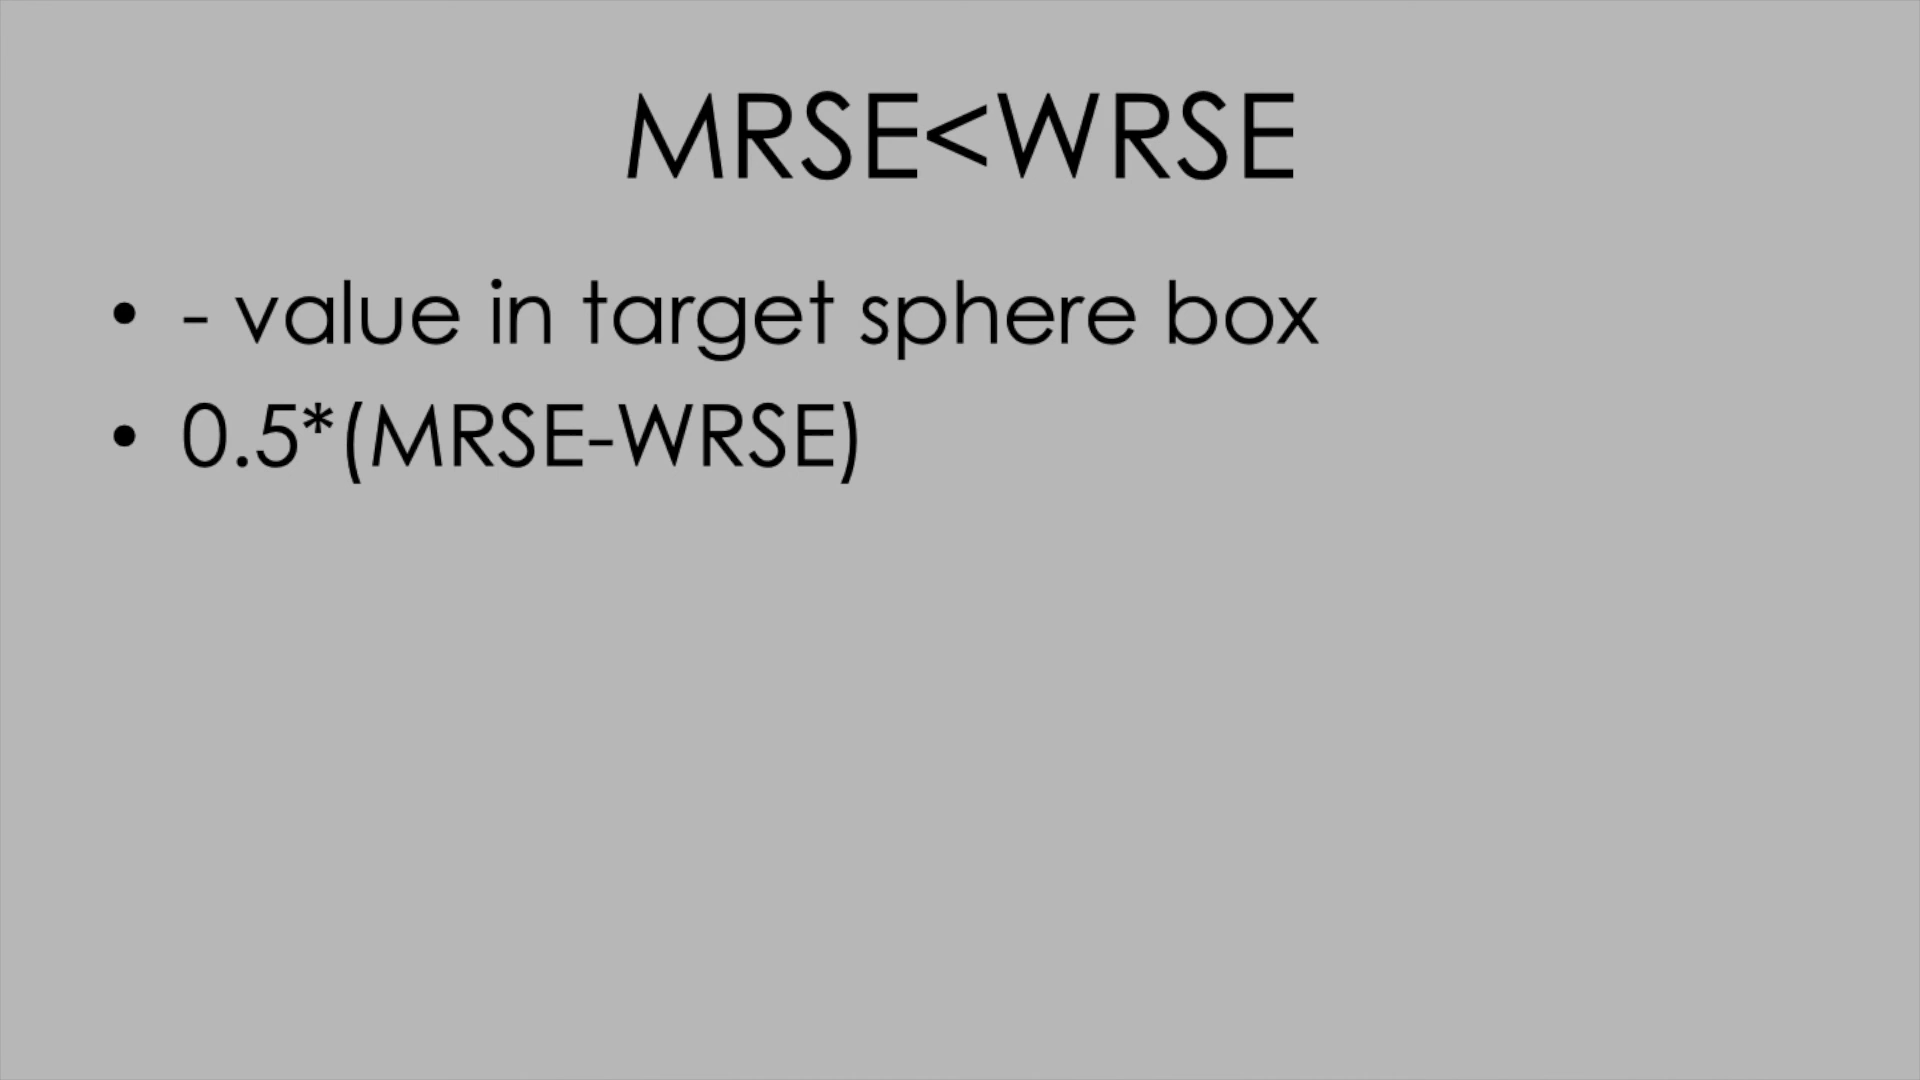 MRSE<WRSE
• - value in target sphere box
• 0.5*(MRSE-WRSE)